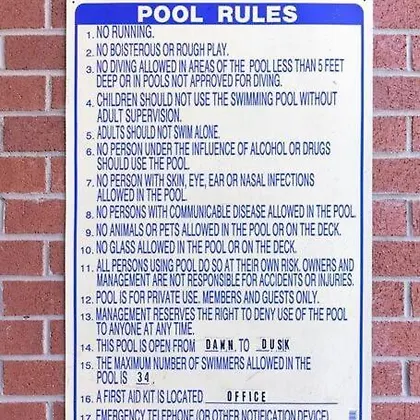 POOL RULES
1. NO RUNNING.
2. NO BOISTEROUS OR ROUGH PLAY.
3. NO DIVING ALLOWED IN AREAS OF THE POOL LESS THAN 5 FEET
DEEP OR IN POOLS NOT APPROVED FOR DIVING.
4. CHILDREN SHOULD NOT USE THE SWIMMING POOL WITHOUT
ADULT SUPERVISION.
5. ADULTS SHOULD NOT SWIM ALONE.
6. NO PERSON UNDER THE INFLUENCE OF ALCOHOL OR DRUGS
SHOULD USE THE POOL.
7. NO PERSON WITH SKIN, EYE, EAR OR NASAL INFECTIONS
ALLOWED IN THE POOL.
8. NO PERSONS WITH COMMUNICABLE DISEASE ALLOWED IN THE POOL.
9. NO ANIMALS OR PETS ALLOWED IN THE POOL OR ON THE DECK.
10. NO GLASS ALLOWED IN THE POOL OR ON THE DECK.
11. ALL PERSONS USING POOL DO SO AT THEIR OWN RISK. OWNERS AND
MANAGEMENT ARE NOT RESPONSIBLE FOR ACCIDENTS OR INJURIES.
12. POOL IS FOR PRIVATE USE. MEMBERS AND GUESTS ONLY.
13. MANAGEMENT RESERVES THE RIGHT TO DENY USE OF THE POOL
TO ANYONE AT ANY TIME.
14. THIS POOL IS OPEN FROM DAWN TO DUSK
15. THE MAXIMUM NUMBER OF SWIMMERS ALLOWED IN THE
POOL IS 34.
16. A FIRST AID KIT IS LOCATED OFFICE
17. EMERGENCY TELEPHONE (OR OTHER NOTIFICATION DEVICE)